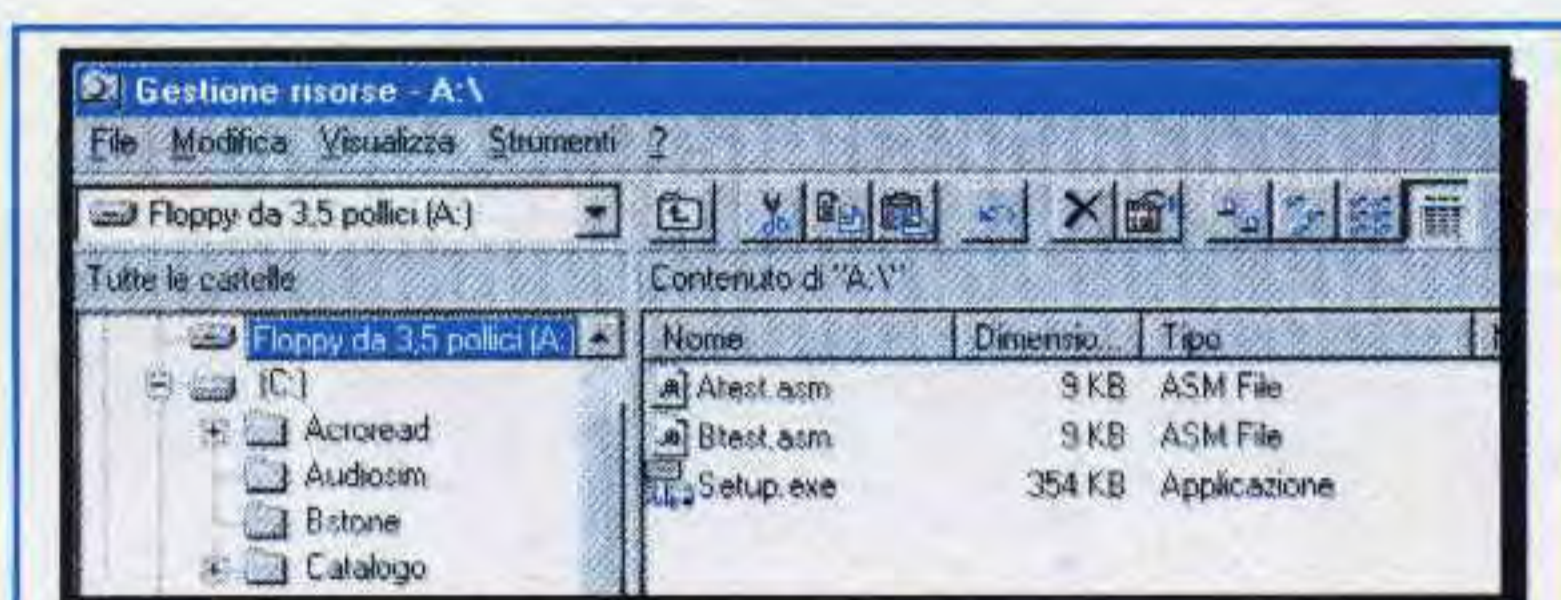 Gestione risorse - A:\
File Modifica Visualizza Strumenti ?
Floppy da 3,5 pollici (A:)
Tutte le cartelle
Contenuto di "A:\"
Floppy da 3,5 pollici (A:
Nome Dimensio... Tipo
(C:)
Acroread
Audiosim
Bstone
Catalogo
Atest.asm 9 KB ASM File
Btest.asm 9 KB ASM File
Setup.exe 354 KB Applicazione